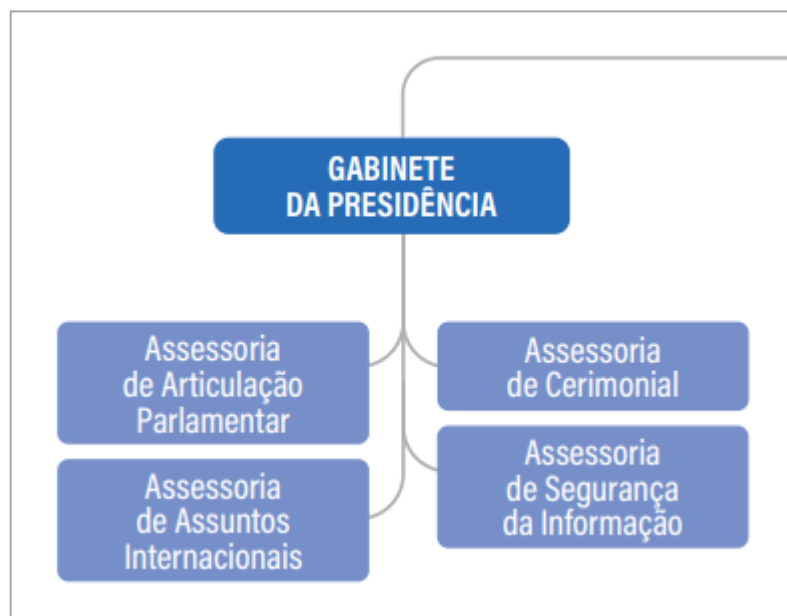 GABINETE
DA PRESIDÊNCIA
Assessoria
de Articulação
Parlamentar
Assessoria
de Cerimonial
Assessoria
de Assuntos
Internacionais
Assessoria
de Segurança
da Informação